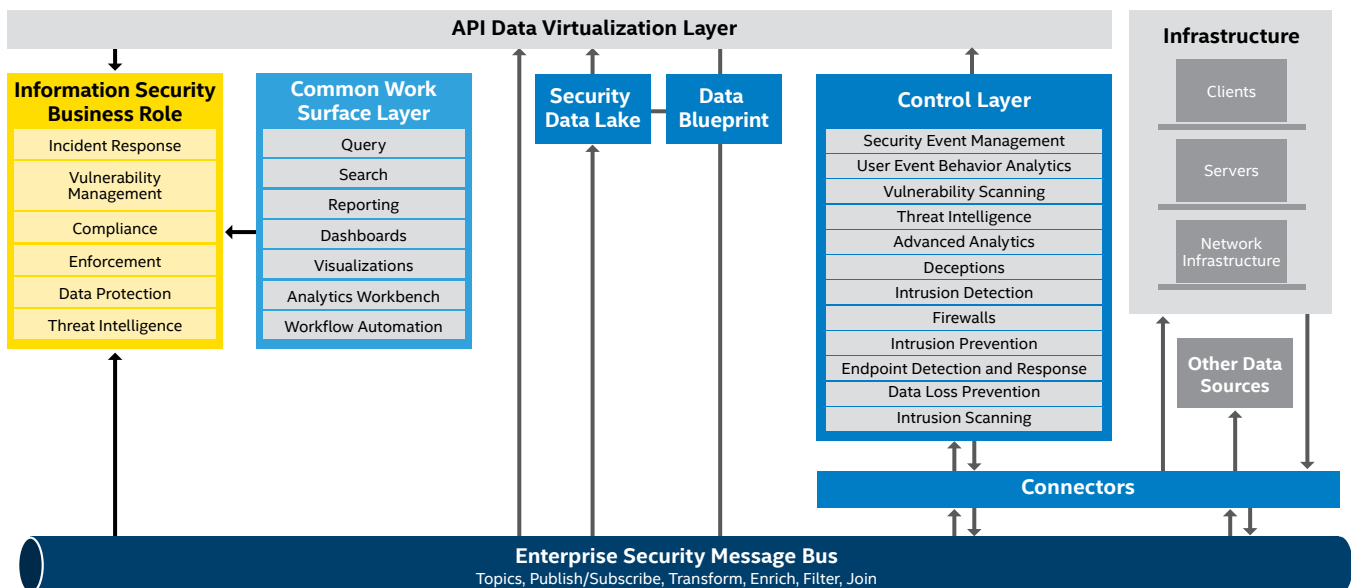 API Data Virtualization Layer
Information Security
Business Role
Incident Response
Vulnerability
Management
Compliance
Enforcement
Data Protection
Threat Intelligence
Common Work
Surface Layer
Query
Search
Reporting
Dashboards
Visualizations
Analytics Workbench
Workflow Automation
Security
Data Lake
Data
Blueprint
Control Layer
Security Event Management
User Event Behavior Analytics
Vulnerability Scanning
Threat Intelligence
Advanced Analytics
Deceptions
Intrusion Detection
Firewalls
Intrusion Prevention
Endpoint Detection and Response
Data Loss Prevention
Intrusion Scanning
Infrastructure
Clients
Servers
Network
Infrastructure
Other Data
Sources
Connectors
Enterprise Security Message Bus
Topics, Publish/Subscribe, Transform, Enrich, Filter, Join